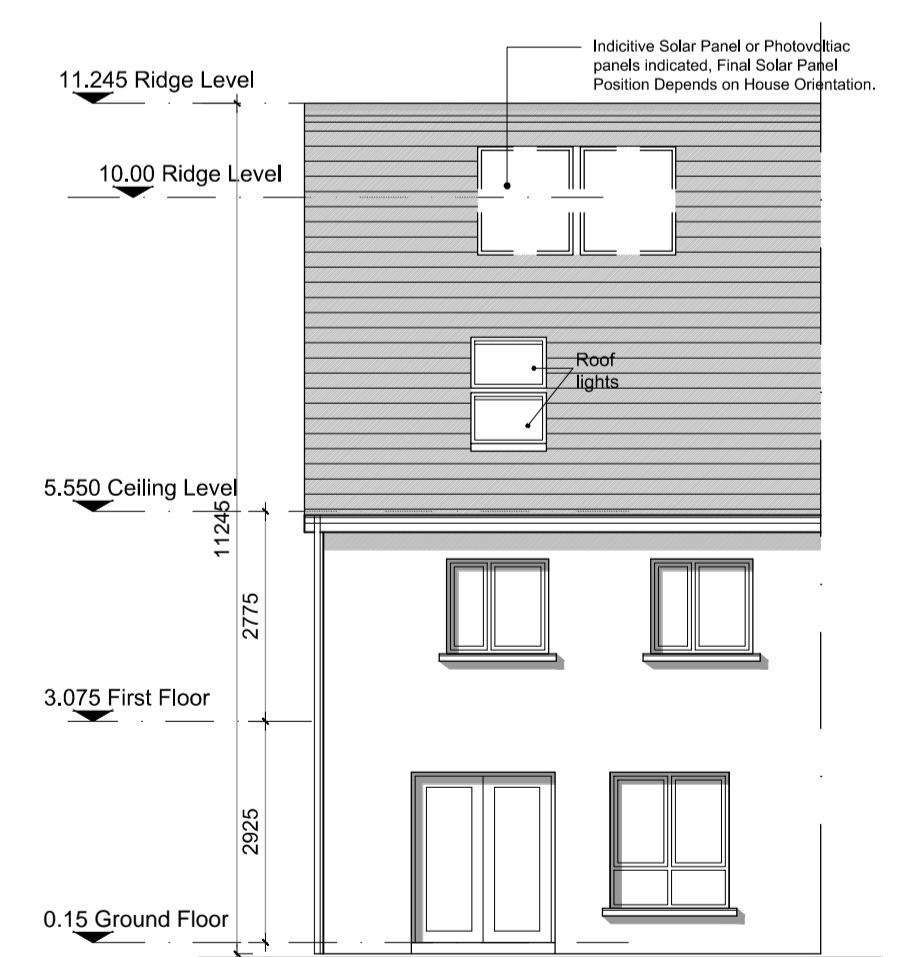 Indicitive Solar Panel or Photovoltiac
panels indicated, Final Solar Panel
Position Depends on House Orientation.
11.245 Ridge Level
10.00 Ridge Level
Roof
lights
5.550 Ceiling Level
11245
2775
3.075 First Floor
2925
0.15 Ground Floor